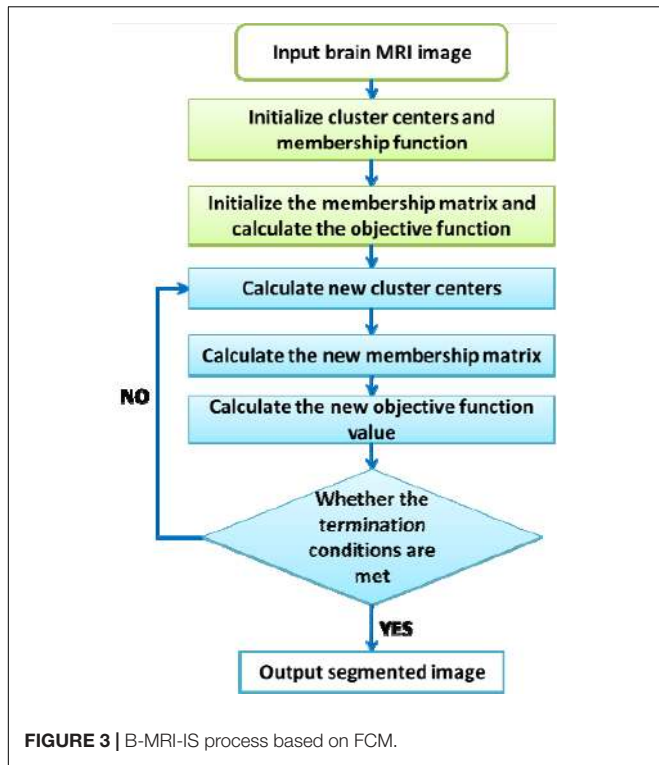 Input brain MRI image
Initialize cluster centers and
membership function
Initialize the membership matrix and
calculate the objective function
Calculate new cluster centers
Calculate the new membership matrix
NO
Calculate the new objective function
value
Whether the
termination
conditions are
met
YES
Output segmented image
FIGURE 3 | B-MRI-IS process based on FCM.